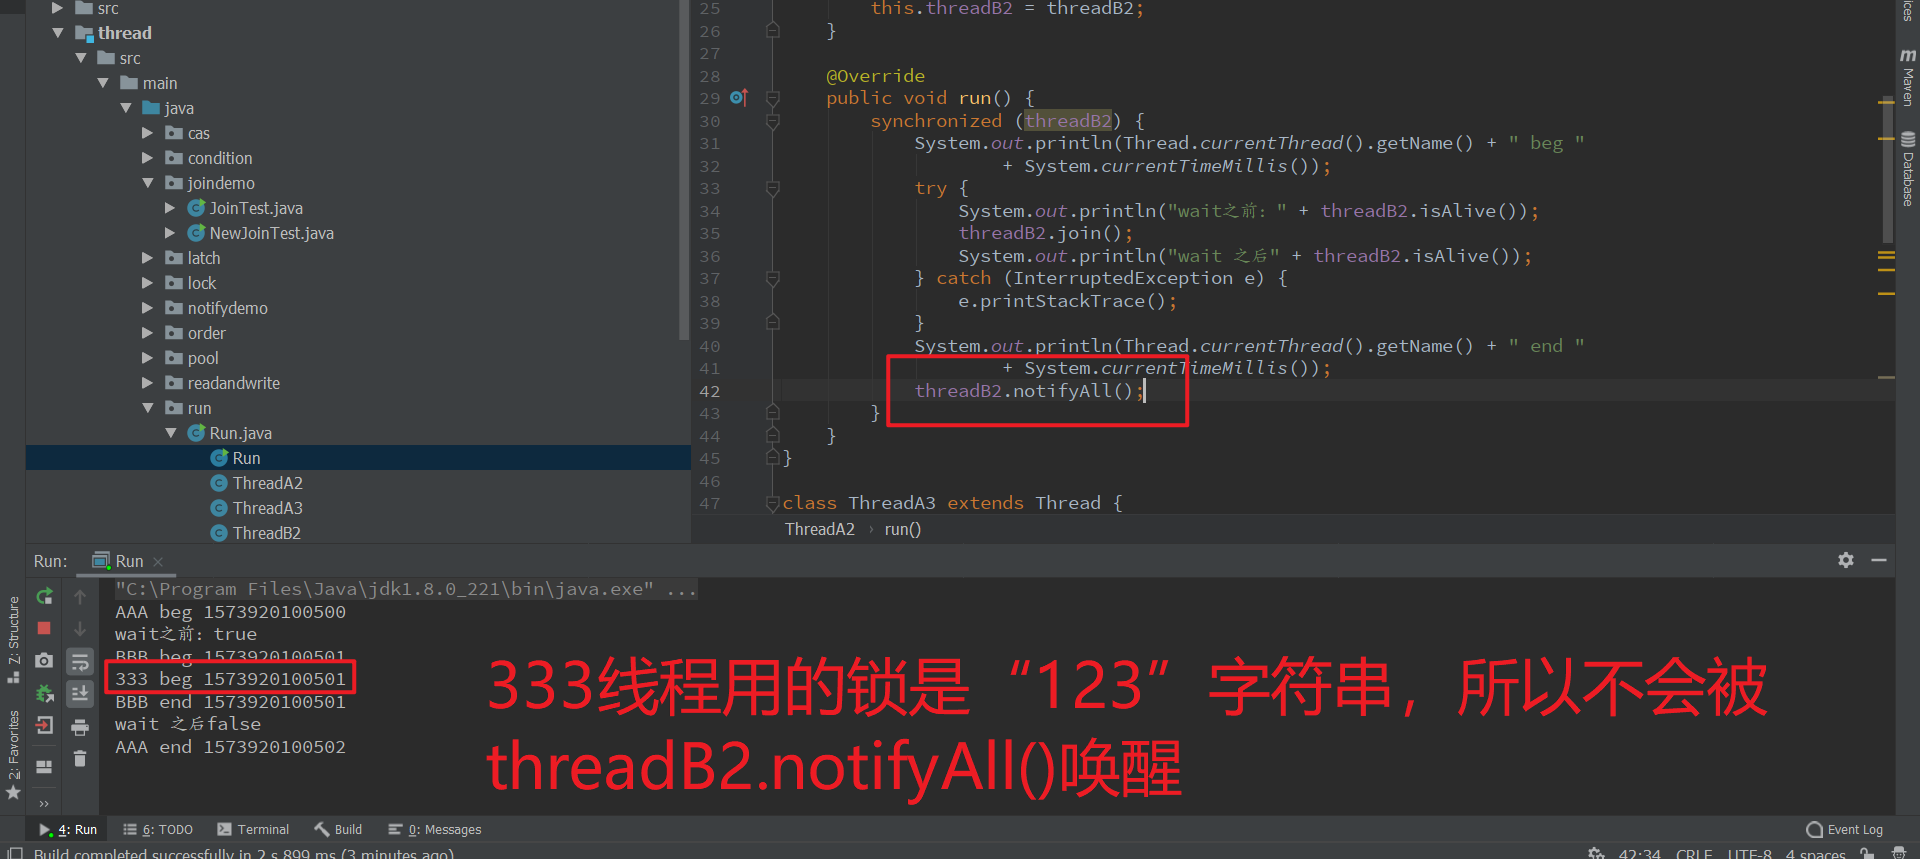 src
thread
src
main
java
cas
condition
joindemo
JoinTest.java
NewJoinTest.java
latch
lock
notifydemo
order
pool
readandwrite
run
Run.java
Run
ThreadA2
ThreadA3
ThreadB2
25 this.threadB2 = threadB2;
26 }
27
28 @Override
29 public void run() {
30 synchronized (threadB2) {
31 System.out.println(Thread.currentThread().getName() + " beg "
32 + System.currentTimeMillis());
33 try {
34 System.out.println("wait之前: " + threadB2.isAlive());
35 threadB2.join();
36 System.out.println("wait 之后" + threadB2.isAlive());
37 } catch (InterruptedException e) {
38 e.printStackTrace();
39 }
40 System.out.println(Thread.currentThread().getName() + " end "
41 + System.currentTimeMillis());
42 threadB2.notifyAll();
43 }
44 }
45 }
46
47 class ThreadA3 extends Thread {
ThreadA2 › run()
Maven
Database
Run: Run
"C:\Program Files\Java\jdk1.8.0_221\bin\java.exe" ...
AAA beg 1573920100500
wait之前: true
BBB beg 1573920100501
333 beg 1573920100501
BBB end 1573920100501
wait 之后false
AAA end 1573920100502
333线程用的锁是“123”字符串，所以不会被
threadB2.notifyAll()唤醒
Z: Structure
2: Favorites
4: Run 6: TODO Terminal Build 0: Messages Event Log
Build completed successfully in 2 s 899 ms (3 minutes ago) 42:34 CRLF UTF-8 4 spaces